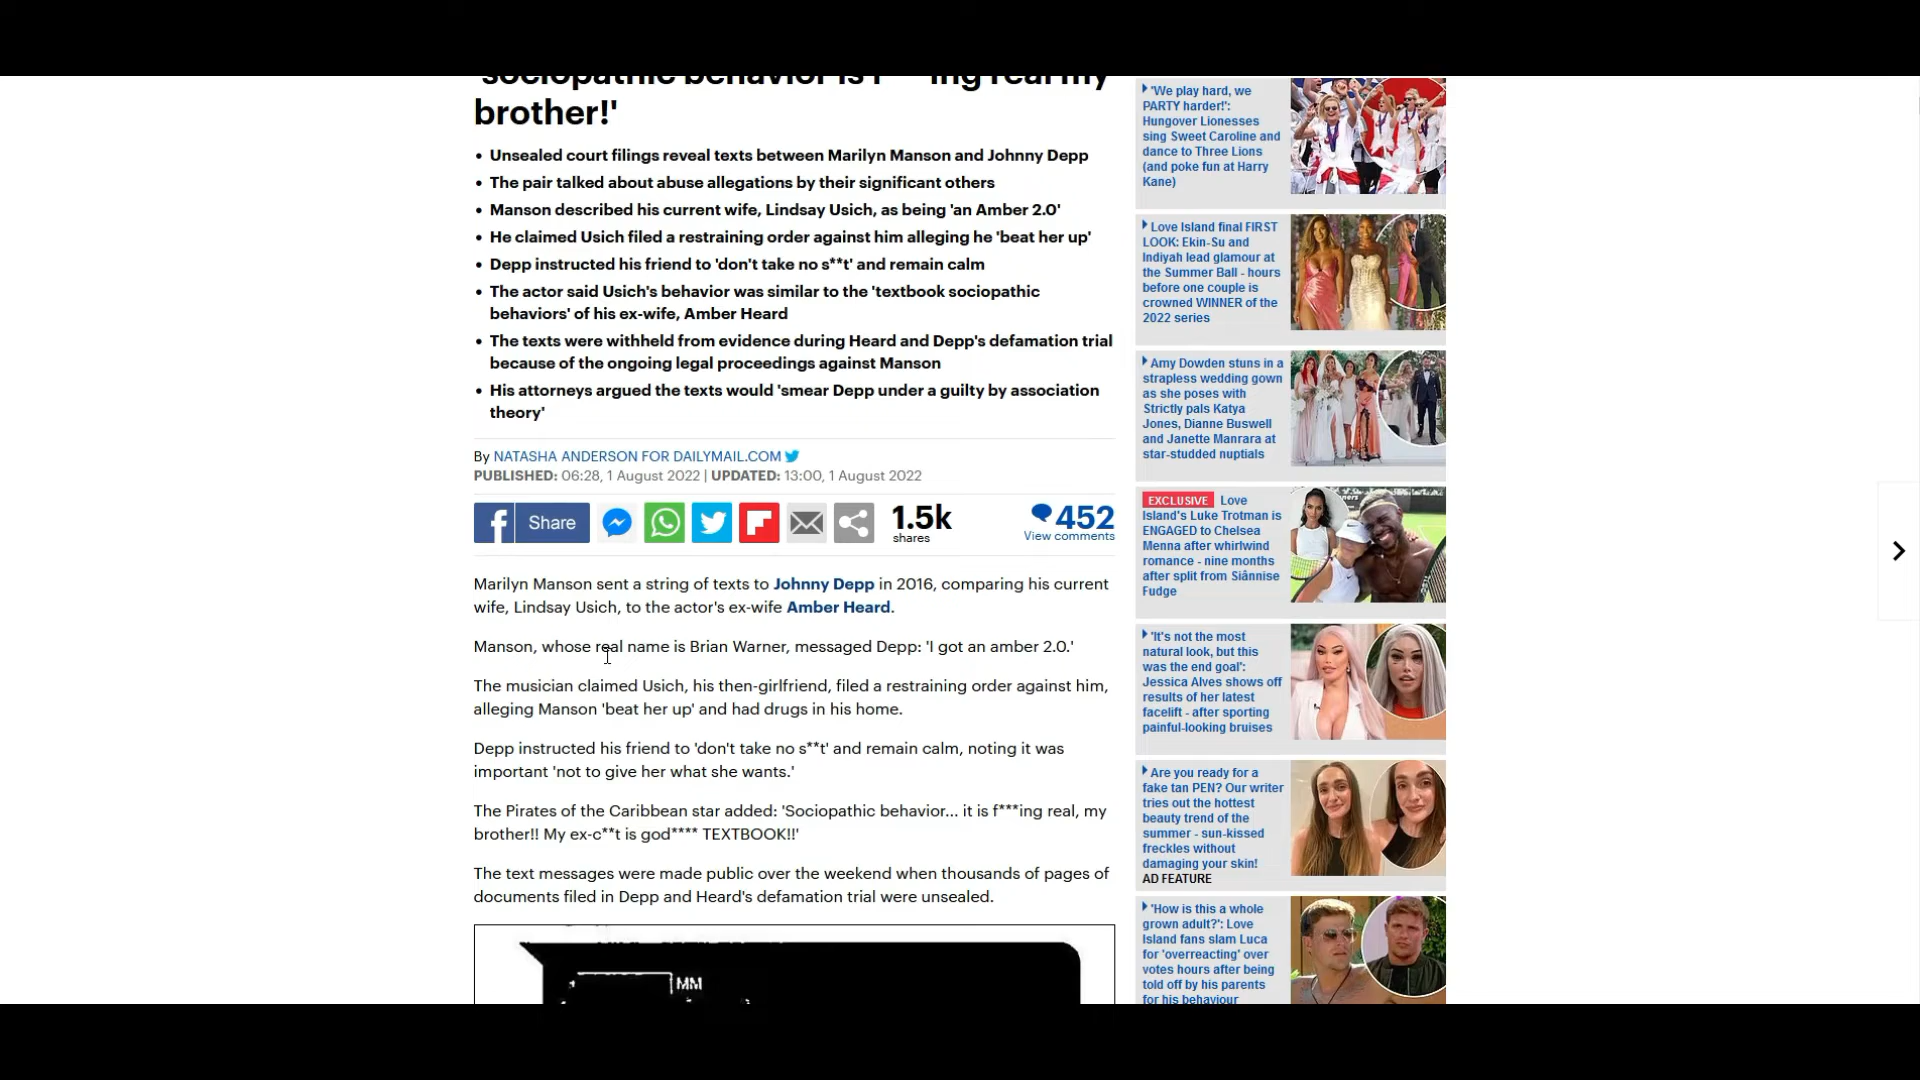 'sociopathic behavior is f***ing real my
brother!'
• Unsealed court filings reveal texts between Marilyn Manson and Johnny Depp
• The pair talked about abuse allegations by their significant others
• Manson described his current wife, Lindsay Usich, as being 'an Amber 2.0'
• He claimed Usich filed a restraining order against him alleging he 'beat her up'
• Depp instructed his friend to 'don't take no s**t' and remain calm
• The actor said Usich's behavior was similar to the 'textbook sociopathic
behaviors' of his ex-wife, Amber Heard
• The texts were withheld from evidence during Heard and Depp's defamation trial
because of the ongoing legal proceedings against Manson
• His attorneys argued the texts would 'smear Depp under a guilty by association
theory'
By NATASHA ANDERSON FOR DAILYMAIL.COM
PUBLISHED: 06:28, 1 August 2022 | UPDATED: 13:00, 1 August 2022
Share
1.5k
shares
452
View comments
Marilyn Manson sent a string of texts to Johnny Depp in 2016, comparing his current
wife, Lindsay Usich, to the actor's ex-wife Amber Heard.
Manson, whose real name is Brian Warner, messaged Depp: 'I got an amber 2.0.'
The musician claimed Usich, his then-girlfriend, filed a restraining order against him,
alleging Manson 'beat her up' and had drugs in his home.
Depp instructed his friend to 'don't take no s**t' and remain calm, noting it was
important 'not to give her what she wants.'
The Pirates of the Caribbean star added: 'Sociopathic behavior... it is f***ing real, my
brother!! My ex-c**t is god**** TEXTBOOK!!'
The text messages were made public over the weekend when thousands of pages of
documents filed in Depp and Heard's defamation trial were unsealed.
MM
'We play hard, we
PARTY harder!':
Hungover Lionesses
sing Sweet Caroline and
dance to Three Lions
(and poke fun at Harry
Kane)
Love Island final FIRST
LOOK: Ekin-Su and
Indiyah lead glamour at
the Summer Ball - hours
before one couple is
crowned WINNER of the
2022 series
Amy Dowden stuns in a
strapless wedding gown
as she poses with
Strictly pals Katya
Jones, Dianne Buswell
and Janette Manrara at
star-studded nuptials
EXCLUSIVE Love
Island's Luke Trotman is
ENGAGED to Chelsea
Menna after whirlwind
romance - nine months
after split from Siânnise
Fudge
'It's not the most
natural look, but this
was the end goal':
Jessica Alves shows off
results of her latest
facelift - after sporting
painful-looking bruises
Are you ready for a
fake tan PEN? Our writer
tries out the hottest
beauty trend of the
summer - sun-kissed
freckles without
damaging your skin!
AD FEATURE
'How is this a whole
grown adult?': Love
Island fans slam Luca
for 'overreacting' over
votes hours after being
told off by his parents
for his behaviour